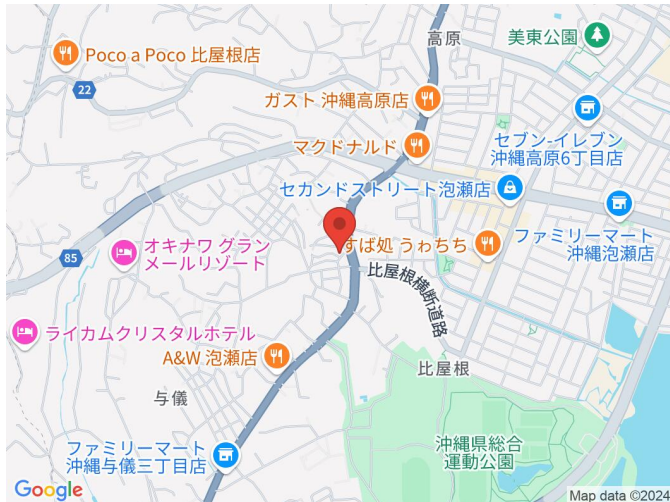 高原
美東公園
Poco a Poco 比屋根店
22
ガスト 沖縄高原店
マクドナルド
セブン-イレブン
沖縄高原6丁目店
セカンドストリート泡瀬店
ファミリーマート
沖縄泡瀬店
すば処 うゎちち
オキナワ グラン
メールリゾート
85
比屋根横断道路
ライカムクリスタルホテル
A&W 泡瀬店
比屋根
与儀
沖縄県総合
運動公園
ファミリーマート
沖縄与儀三丁目店
Google
Map data ©2024